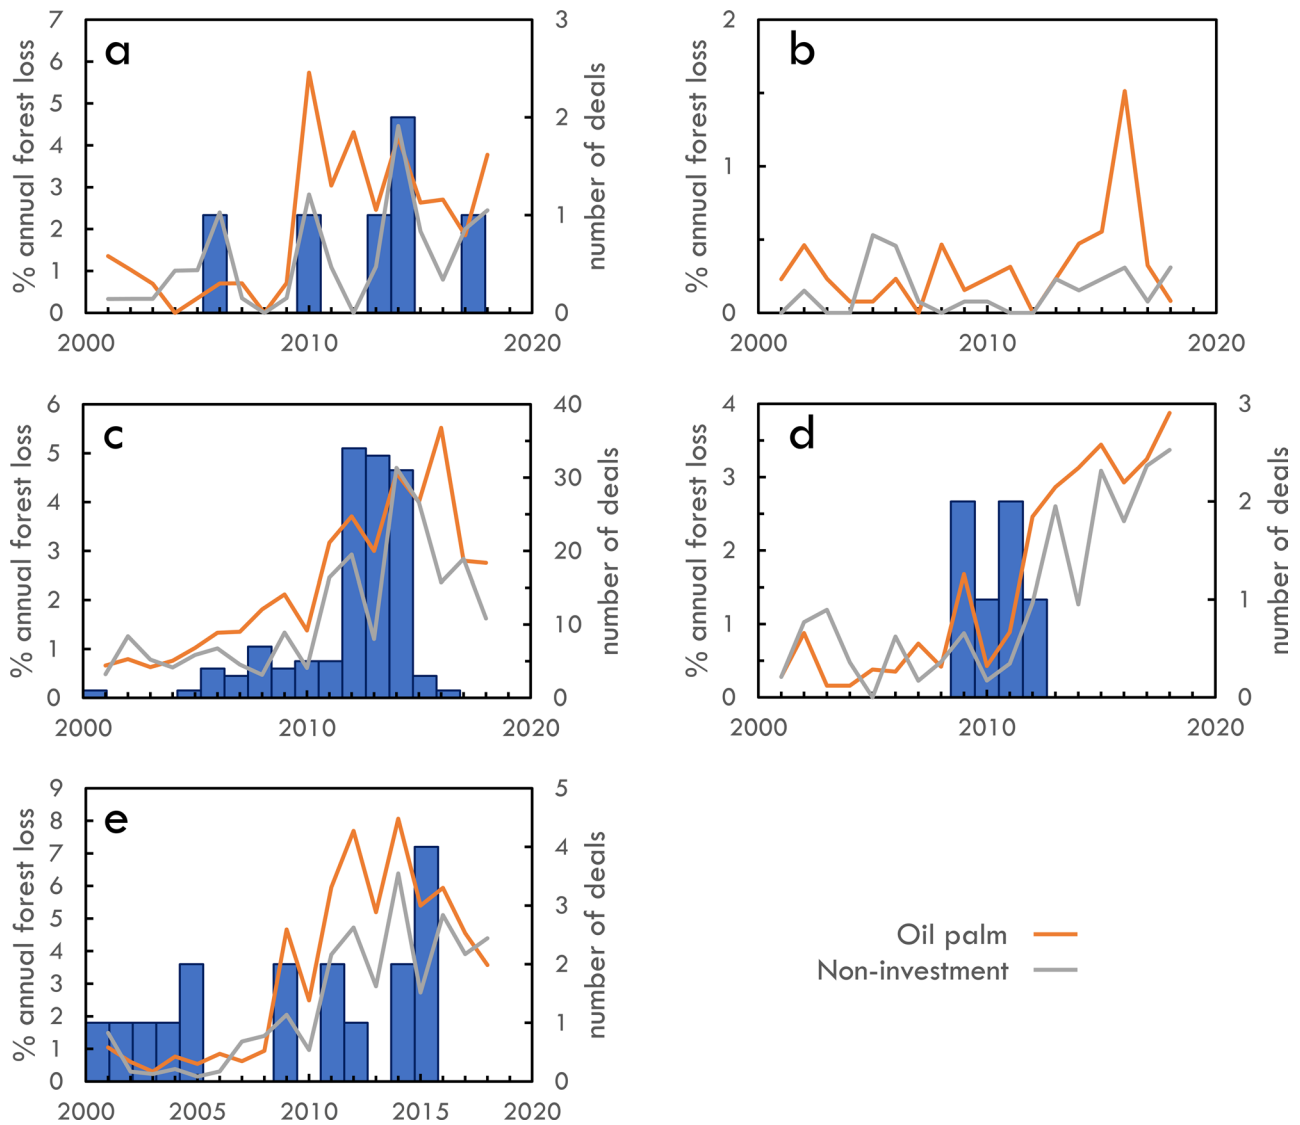 a
% annual forest loss
7
6
5
4
3
2
1
0
3
2
1
0
number of deals
2000 2010 2020
b
% annual forest loss
2
1
0
2000 2010 2020
c
% annual forest loss
6
5
4
3
2
1
0
40
30
20
10
0
number of deals
2000 2010 2020
d
% annual forest loss
4
3
2
1
0
3
2
1
0
number of deals
2000 2010 2020
e
% annual forest loss
9
8
7
6
5
4
3
2
1
0
5
4
3
2
1
0
number of deals
2000 2005 2010 2015 2020
Oil palm
Non-investment